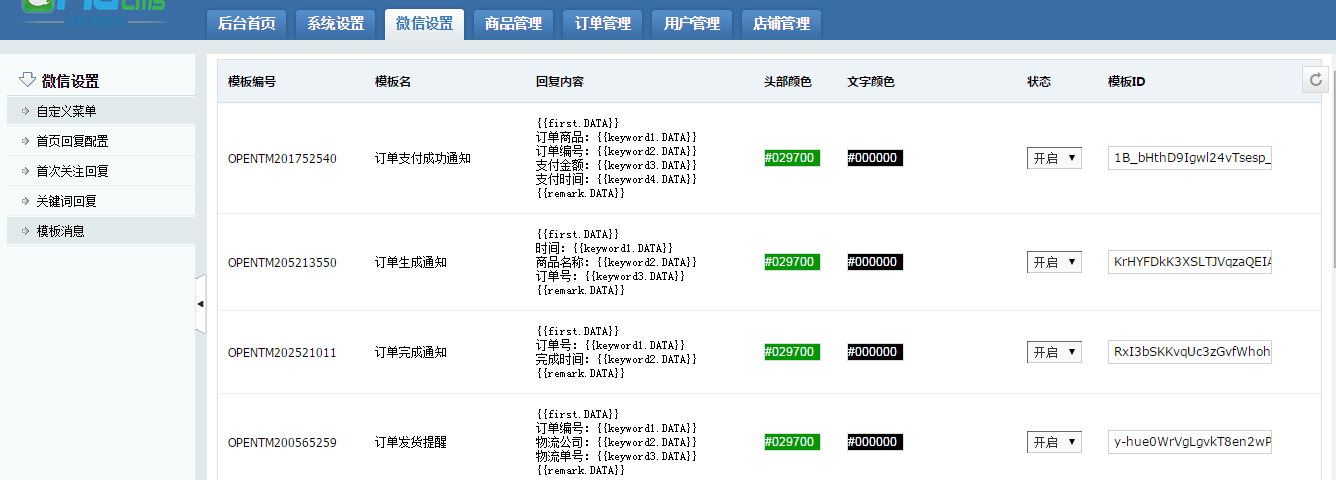 cms
后台首页 系统设置 微信设置 商品管理 订单管理 用户管理 店铺管理
微信设置
自定义菜单
首页回复配置
首次关注回复
关键词回复
模板消息
模板编号 模板名 回复内容 头部颜色 文字颜色 状态 模板ID
{{first.DATA}}
订单商品：{{keyword1.DATA}}
订单编号：{{keyword2.DATA}}
OPENTM201752540 订单支付成功通知 #029700 #000000 开启 1B_bHthD9Igwl24vTsesp_
支付金额：{{keyword3.DATA}}
支付时间：{{keyword4.DATA}}
{{remark.DATA}}
{{first.DATA}}
时间：{{keyword1.DATA}}
OPENTM205213550 订单生成通知 商品名称：{{keyword2.DATA}} #029700 #000000 开启 KrHYFDkK3XSLTJVqzaQEIA
订单号：{{keyword3.DATA}}
{{remark.DATA}}
{{first.DATA}}
订单号：{{keyword1.DATA}}
OPENTM202521011 订单完成通知 #029700 #000000 开启 RxI3bSKKvqUc3zGvfWhoh
完成时间：{{keyword2.DATA}}
{{remark.DATA}}
{{first.DATA}}
订单编号：{{keyword1.DATA}}
OPENTM200565259 订单发货提醒 物流公司：{{keyword2.DATA}} #029700 #000000 开启 y-hue0WrVgLgvkT8en2wP
物流单号：{{keyword3.DATA}}
{{remark.DATA}}